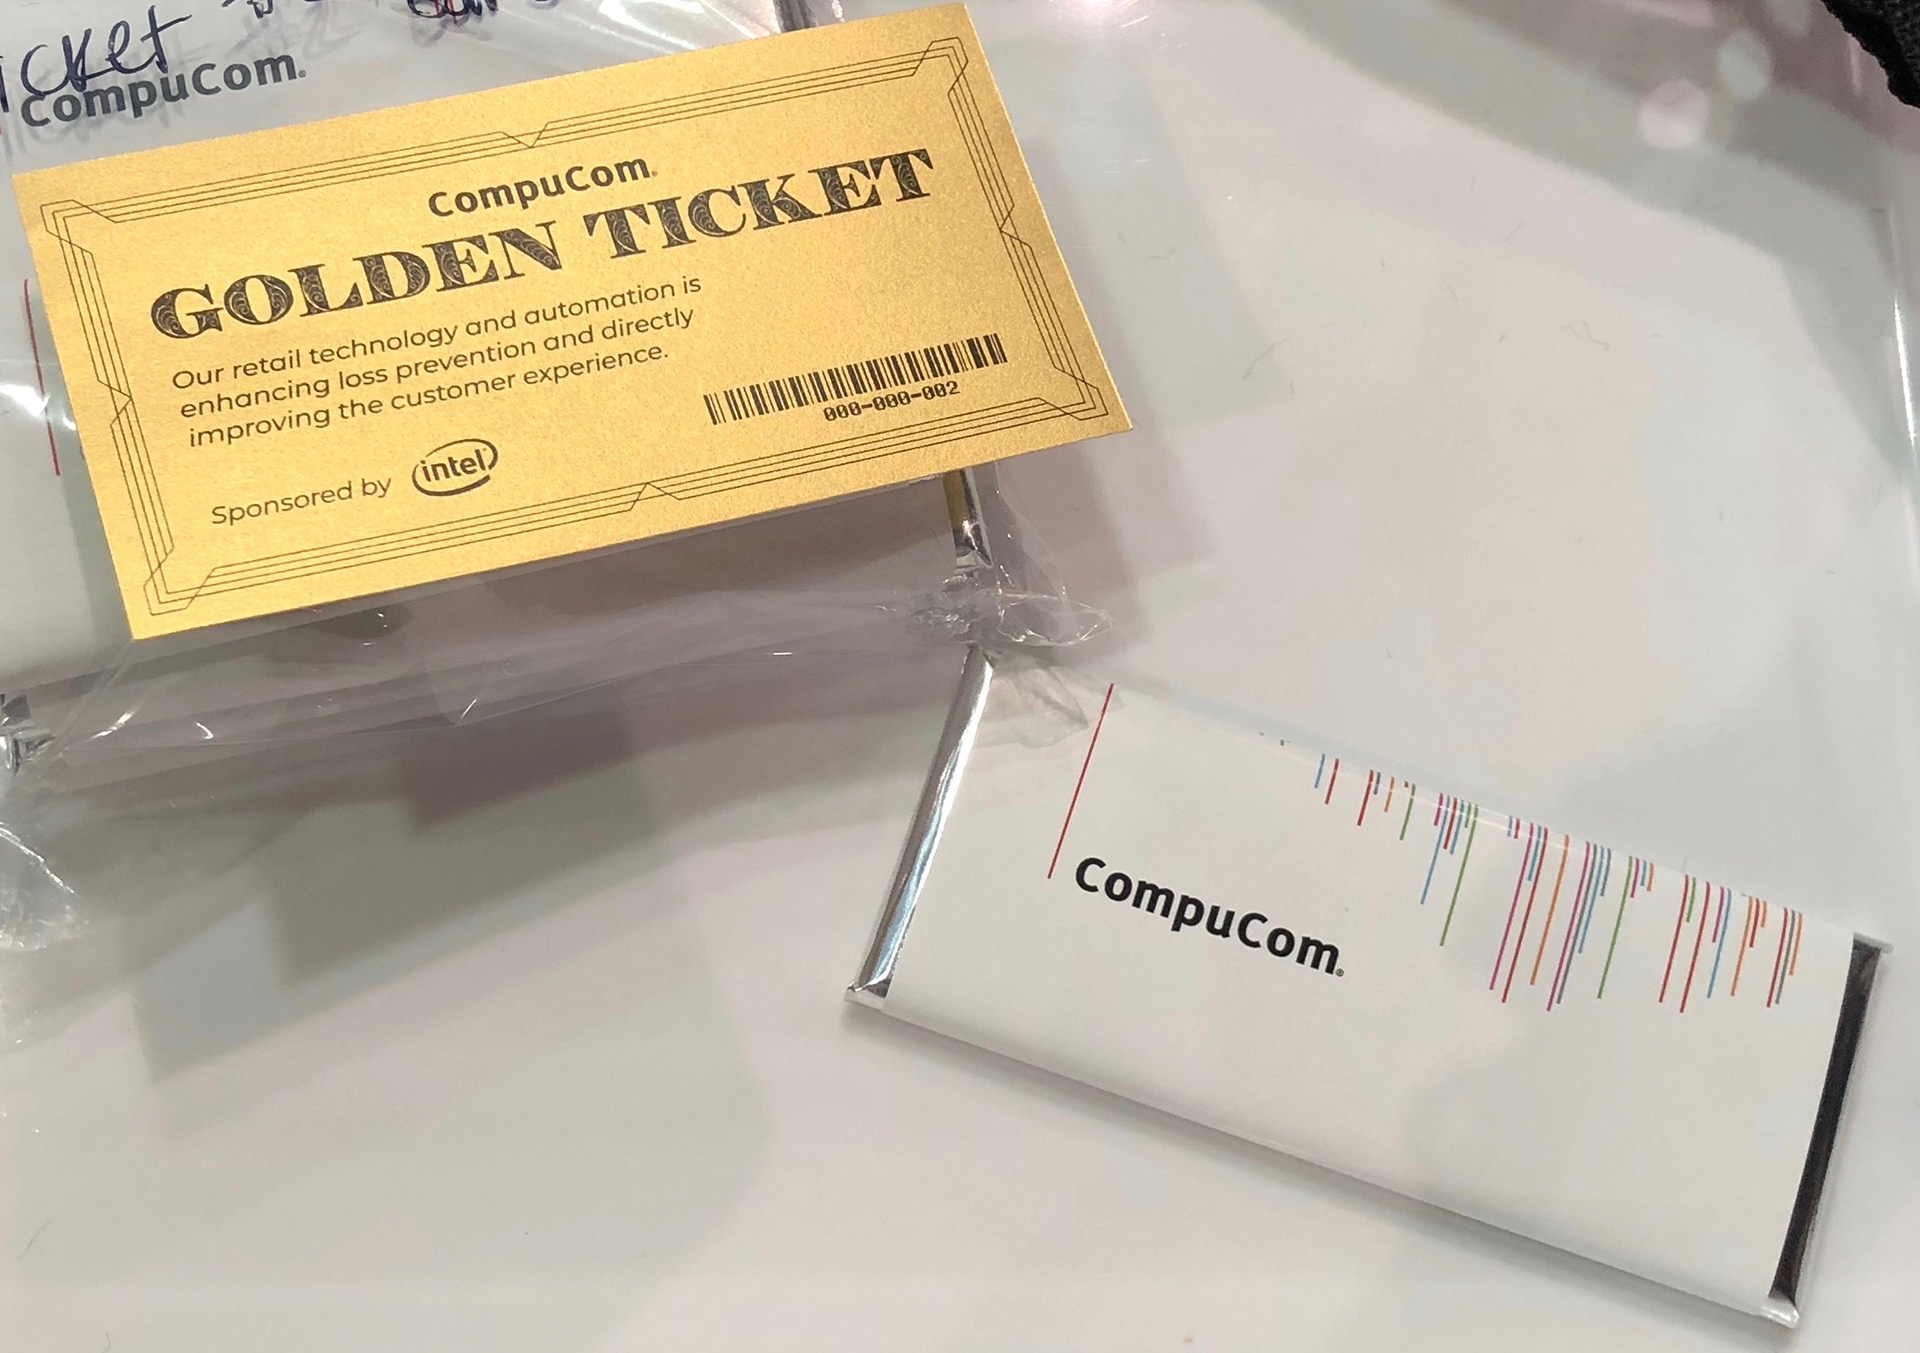 icket
CompuCom.
CompuCom.
GOLDEN TICKET
Our retail technology and automation is
enhancing loss prevention and directly
improving the customer experience.
000-000-002
Sponsored by intel
CompuCom.